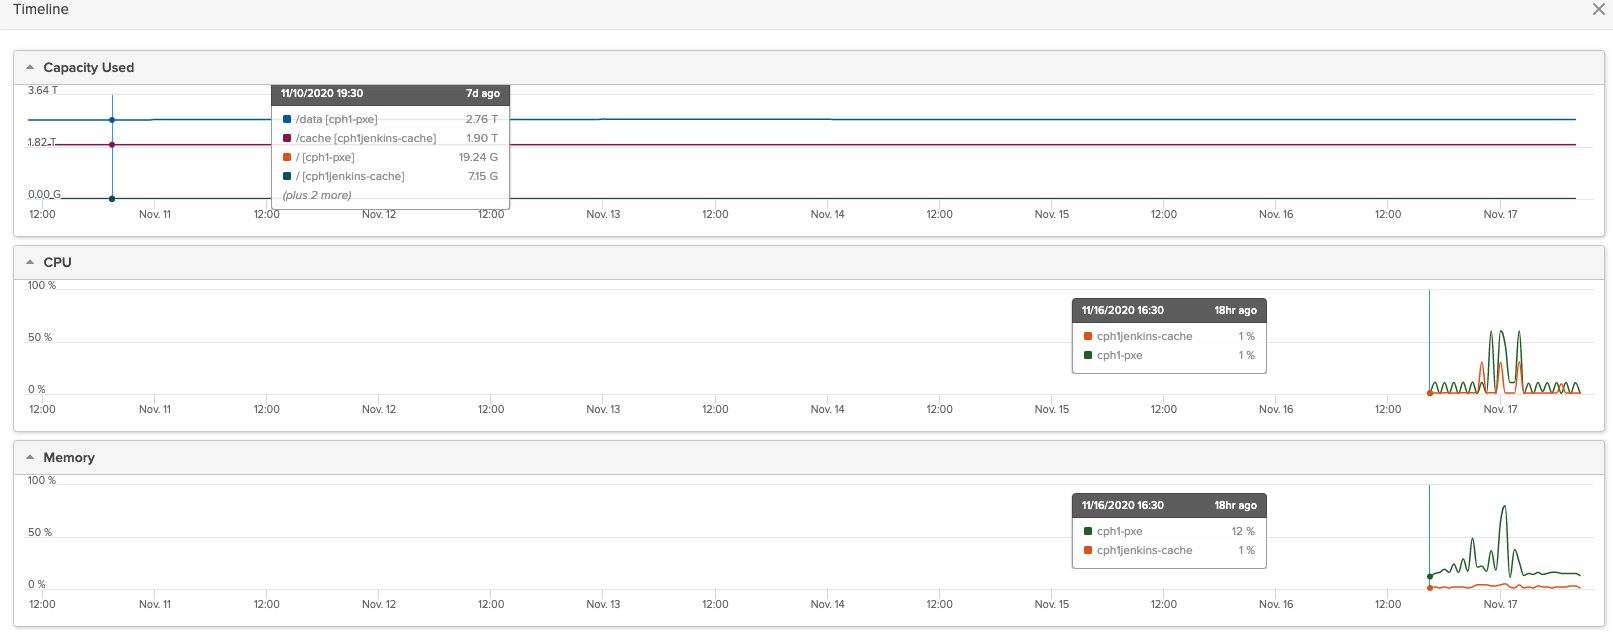 Timeline
Capacity Used
3.64 T
11/10/2020 19:30 7d ago
/data [cph1-pxe] 2.76 T
/cache [cph1jenkins-cache] 1.90 T
1.82 T
/ [cph1-pxe] 19.24 G
/ [cph1jenkins-cache] 7.15 G
(plus 2 more)
0.00 G
12:00 Nov. 11 12:00 Nov. 12 12:00 Nov. 13 12:00 Nov. 14 12:00 Nov. 15 12:00 Nov. 16 12:00 Nov. 17
CPU
100 %
11/16/2020 16:30 18hr ago
50 %
cph1jenkins-cache 1 %
cph1-pxe 1 %
0 %
12:00 Nov. 11 12:00 Nov. 12 12:00 Nov. 13 12:00 Nov. 14 12:00 Nov. 15 12:00 Nov. 16 12:00 Nov. 17
Memory
100 %
11/16/2020 16:30 18hr ago
50 %
cph1-pxe 12 %
cph1jenkins-cache 1 %
0 %
12:00 Nov. 11 12:00 Nov. 12 12:00 Nov. 13 12:00 Nov. 14 12:00 Nov. 15 12:00 Nov. 16 12:00 Nov. 17